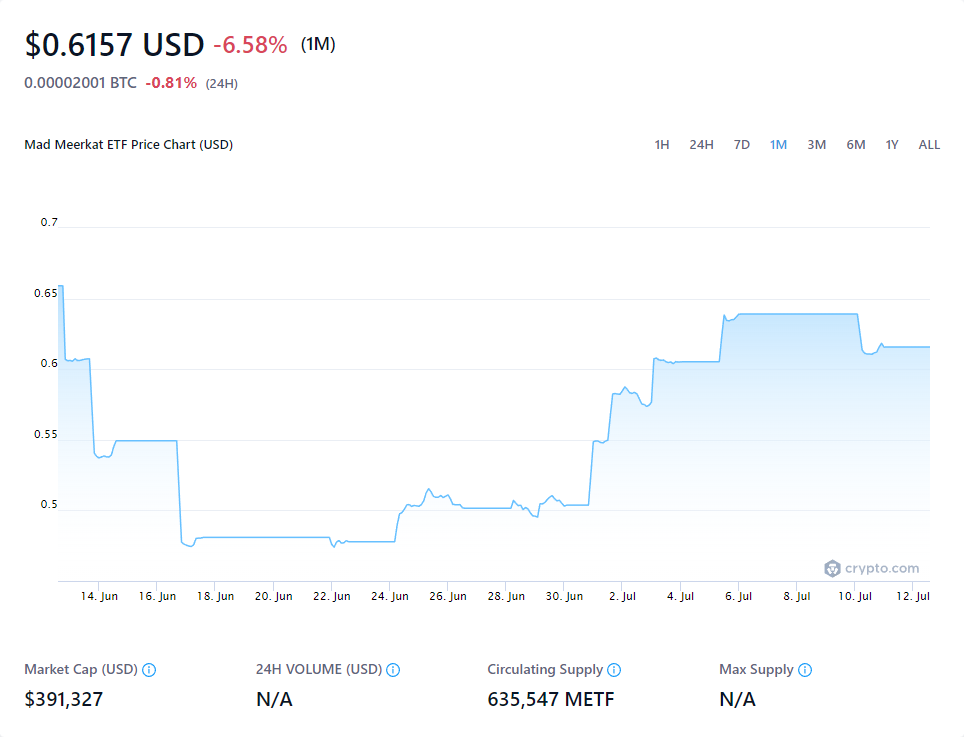 $0.6157 USD -6.58% (1M)
0.00002001 BTC -0.81% (24H)
Mad Meerkat ETF Price Chart (USD) 1H 24H 7D 1M 3M 6M 1Y ALL
0.7
0.65
0.6
0.55
0.5
crypto.com
14. Jun 16. Jun 18. Jun 20. Jun 22. Jun 24. Jun 26. Jun 28. Jun 30. Jun 2. Jul 4. Jul 6. Jul 8. Jul 10. Jul 12. Jul
Market Cap (USD) 24H VOLUME (USD) Circulating Supply Max Supply
$391,327 N/A 635,547 METF N/A